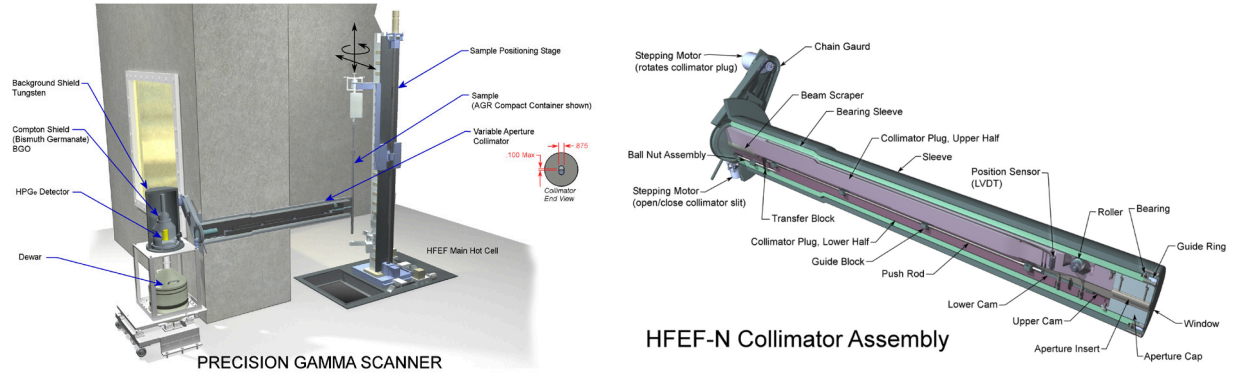 Sample Positioning Stage
Background Shield
Tungsten
Sample
(AGR Compact Container shown)
Compton Shield
(Bismuth Germanate)
BGO
Variable Aperture
Collimator
.875
.100 Max
Collimator
End View
HPGe Detector
HFEF Main Hot Cell
Dewar
PRECISION GAMMA SCANNER
Chain Gaurd
Stepping Motor
(rotates collimator plug)
Beam Scraper
Bearing Sleeve
Collimator Plug, Upper Half
Sleeve
Ball Nut Assembly
Position Sensor
(LVDT)
Roller
Bearing
Stepping Motor
(open/close collimator slit)
Transfer Block
Guide Ring
Collimator Plug, Lower Half
Guide Block
Push Rod
Lower Cam
Upper Cam
Window
Aperture Insert
Aperture Cap
HFEF-N Collimator Assembly